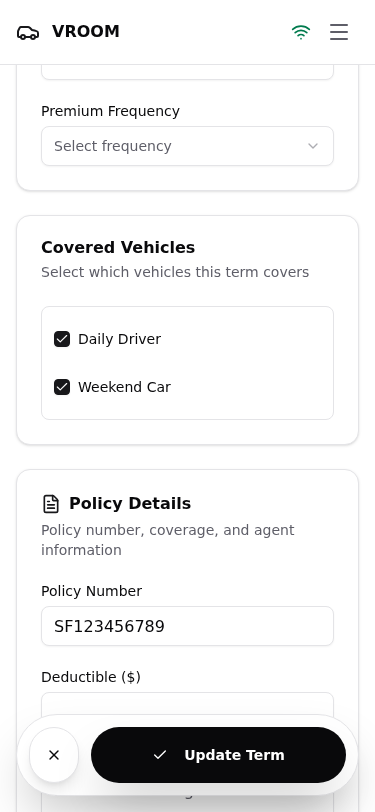 VROOM
Premium Frequency
Select frequency
Covered Vehicles
Select which vehicles this term covers
Daily Driver
Weekend Car
Policy Details
Policy number, coverage, and agent
information
Policy Number
SF123456789
Deductible ($)
Update Term